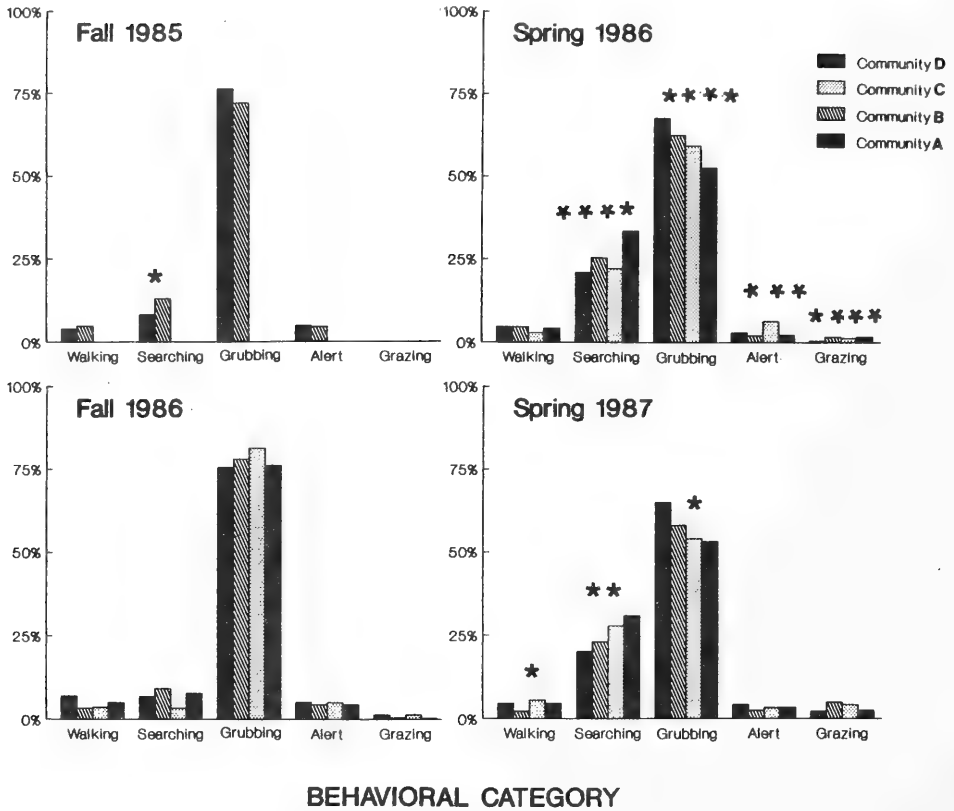 100%
75%
50%
25%
0%
Fall 1985
*
Walking Searching Grubbing Alert Grazing
100%
75%
50%
25%
0%
Spring 1986
Community D
Community C
Community B
Community A
* * * *
* * * *
* * *
* * * *
Walking Searching Grubbing Alert Grazing
100%
75%
50%
25%
0%
Fall 1986
Walking Searching Grubbing Alert Grazing
100%
75%
50%
25%
0%
Spring 1987
*
* *
*
Walking Searching Grubbing Alert Grazing
BEHAVIORAL CATEGORY